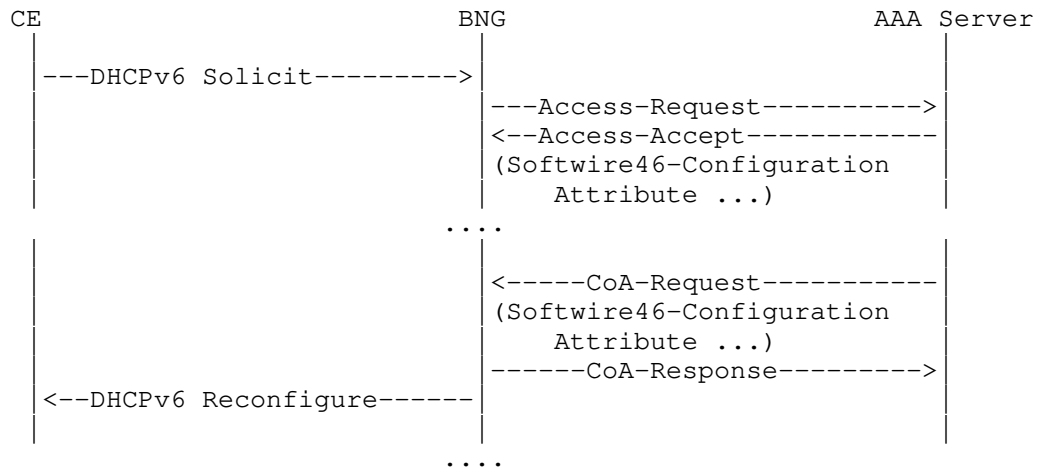 CE BNG AAA Server
---DHCPv6 Solicit--------->
---Access-Request---------->
<--Access-Accept------------
(Softwire46-Configuration
Attribute ...)
....
<-----CoA-Request-----------
(Softwire46-Configuration
Attribute ...)
------CoA-Response--------->
<--DHCPv6 Reconfigure------
....